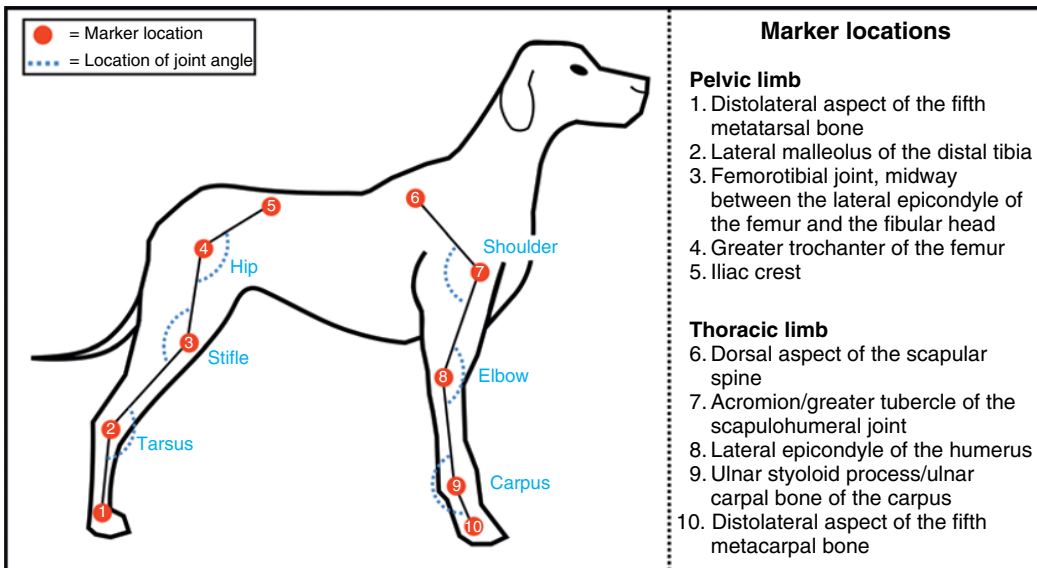 = Marker location
= Location of joint angle
5
6
4
Hip
Shoulder
7
3
Stifle
8
Elbow
2
Tarsus
Carpus
9
1
10
Marker locations
Pelvic limb
1. Distolateral aspect of the fifth
metatarsal bone
2. Lateral malleolus of the distal tibia
3. Femorotibial joint, midway
between the lateral epicondyle of
the femur and the fibular head
4. Greater trochanter of the femur
5. Iliac crest
Thoracic limb
6. Dorsal aspect of the scapular
spine
7. Acromion/greater tubercle of the
scapulohumeral joint
8. Lateral epicondyle of the humerus
9. Ulnar styoloid process/ulnar
carpal bone of the carpus
10. Distolateral aspect of the fifth
metacarpal bone